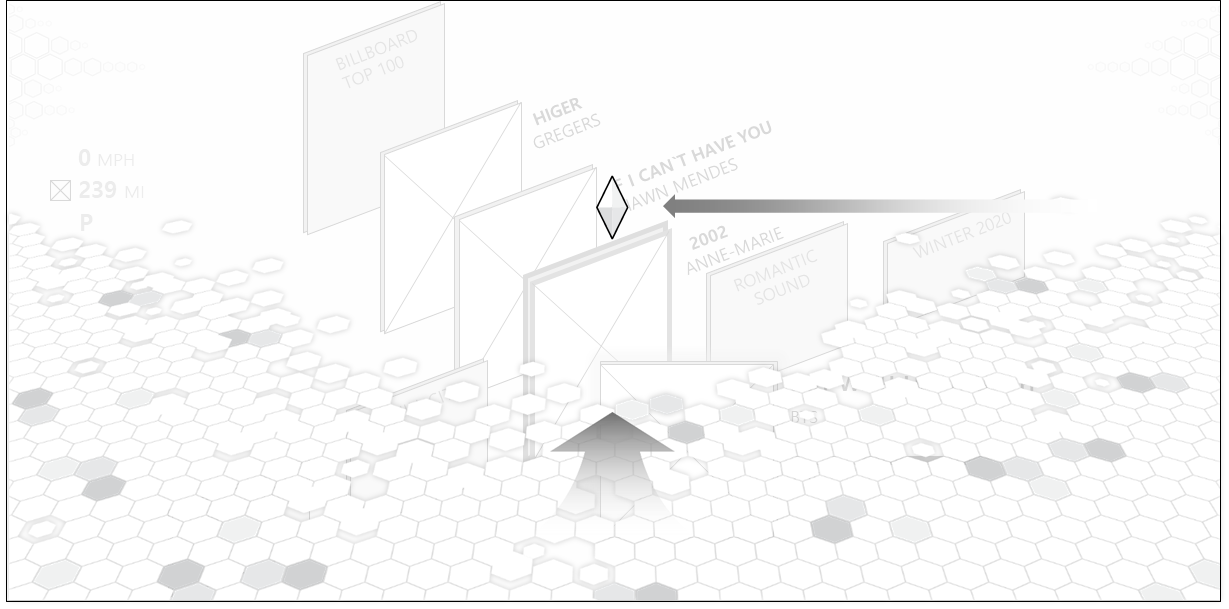 BILLBOARD
TOP 100
HIGER
GREGERS
I CAN'T HAVE YOU
MENDES
0 MPH
239 MI
P
2002
ANNE-MARIE
ROMANTIC
SOUND
WINTER 2020
BTS